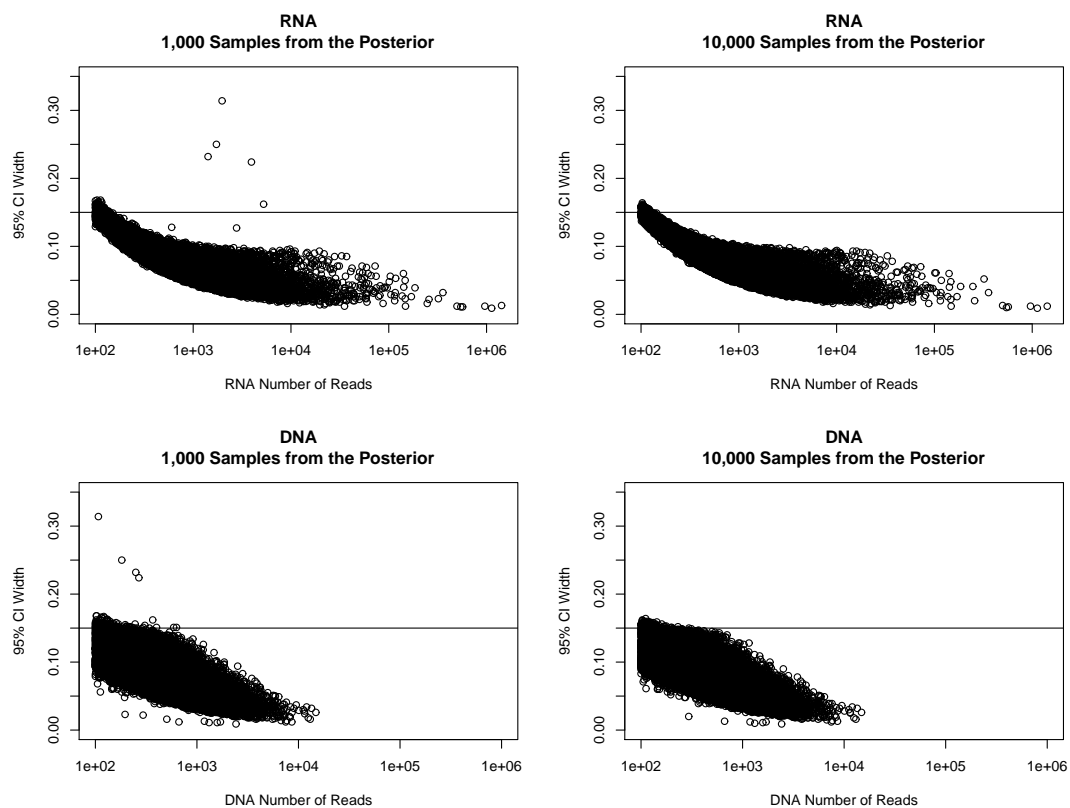 RNA
1,000 Samples from the Posterior
95% CI Width
0.00 0.10 0.20 0.30
1e+02 1e+03 1e+04 1e+05 1e+06
RNA Number of Reads
RNA
10,000 Samples from the Posterior
95% CI Width
0.00 0.10 0.20 0.30
1e+02 1e+03 1e+04 1e+05 1e+06
RNA Number of Reads
DNA
1,000 Samples from the Posterior
95% CI Width
0.00 0.10 0.20 0.30
1e+02 1e+03 1e+04 1e+05 1e+06
DNA Number of Reads
DNA
10,000 Samples from the Posterior
95% CI Width
0.00 0.10 0.20 0.30
1e+02 1e+03 1e+04 1e+05 1e+06
DNA Number of Reads